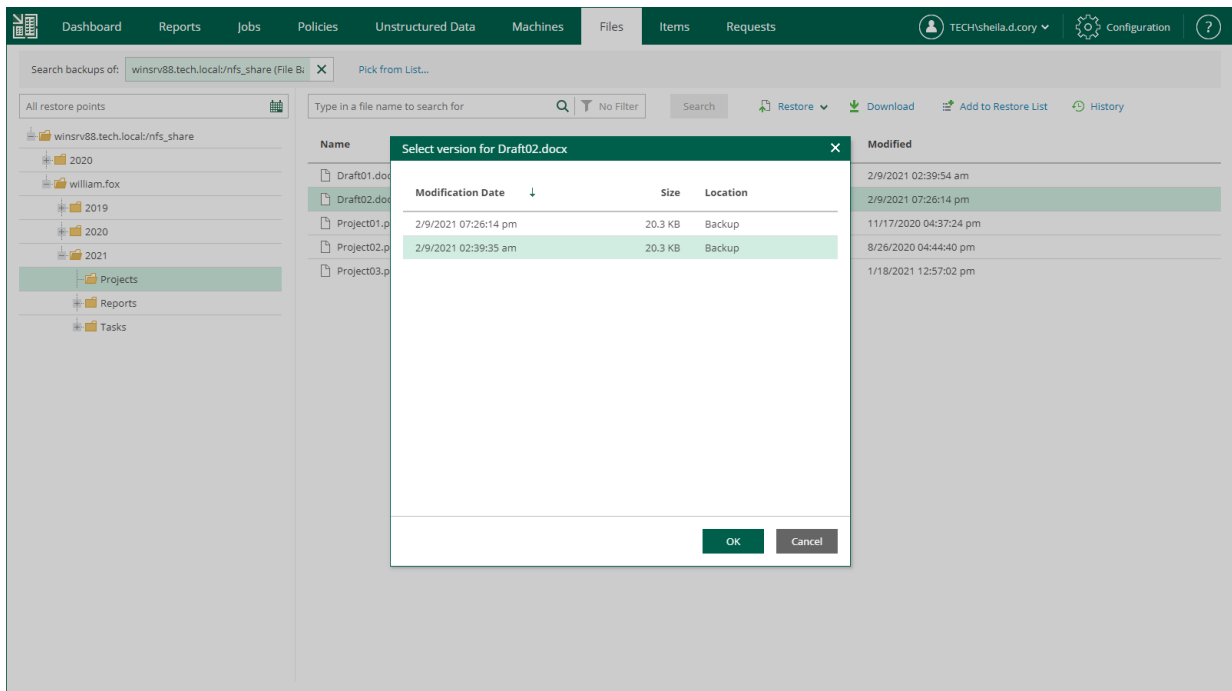 Dashboard Reports Jobs Policies Unstructured Data Machines Files Items Requests TECH\sheila.d.cory Configuration ?
Search backups of: winsrv88.tech.local:/nfs_share (File Ba Pick from List...
All restore points Type in a file name to search for No Filter Search Restore Download Add to Restore List History
winsrv88.tech.local:/nfs_share
2020
william.fox
2019
2020
2021
Projects
Reports
Tasks
Name Modified
Draft01.doc 2/9/2021 02:39:54 am
Draft02.doc 2/9/2021 07:26:14 pm
Project01.p 11/17/2020 04:37:24 pm
Project02.p 8/26/2020 04:44:40 pm
Project03.p 1/18/2021 12:57:02 pm
Select version for Draft02.docx
Modification Date ↓ Size Location
2/9/2021 07:26:14 pm 20.3 KB Backup
2/9/2021 02:39:35 am 20.3 KB Backup
OK Cancel